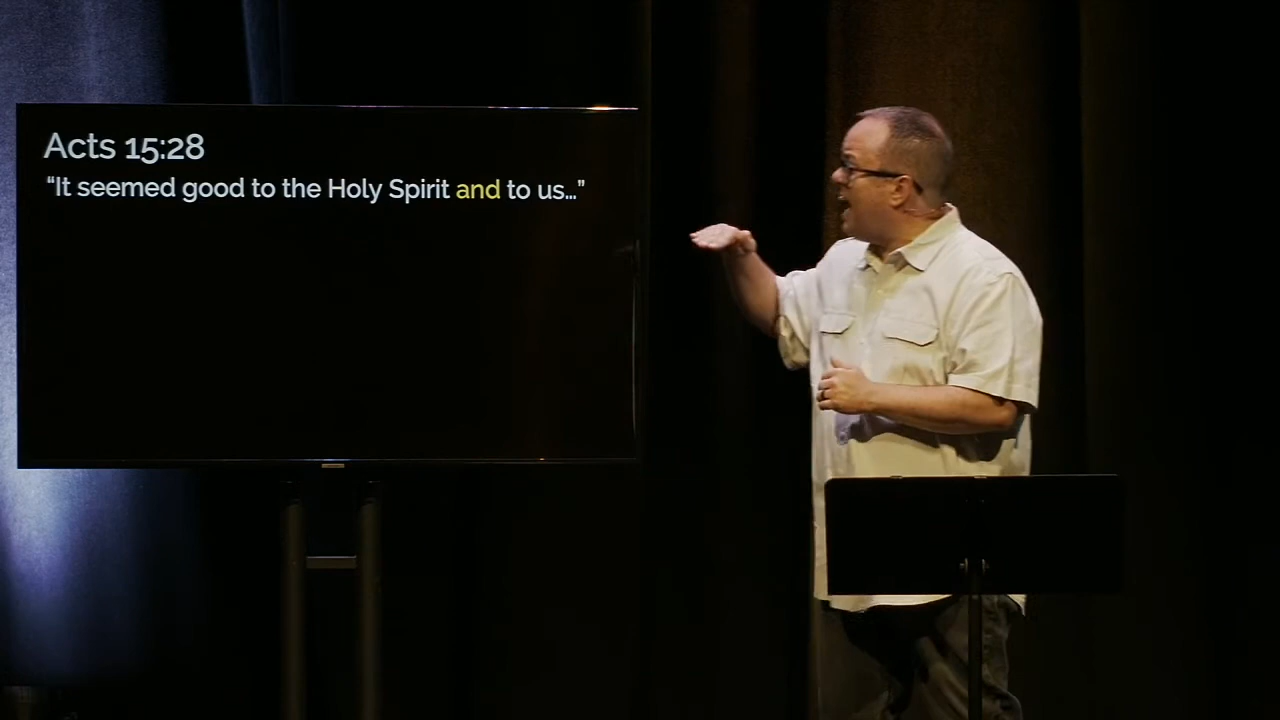 Acts 15:28
“It seemed good to the Holy Spirit and to us…”